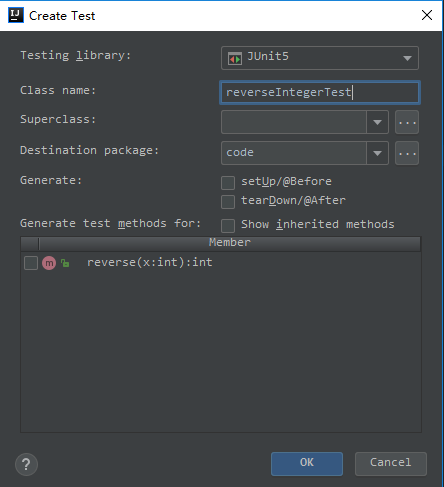 Create Test
Testing library: JUnit5
Class name: reverseIntegerTest
Superclass: ...
Destination package: code ...
Generate: setUp/@Before
tearDown/@After
Generate test methods for: Show inherited methods
Member
m reverse(x:int):int
? OK Cancel